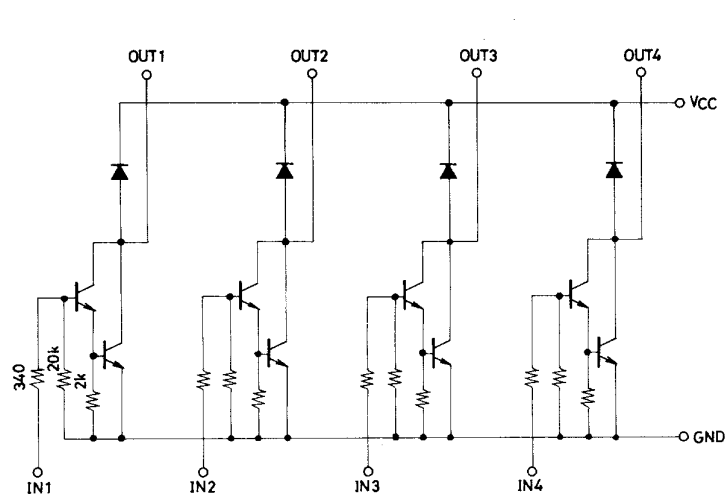 OUT1
OUT2
OUT3
OUT4
VCC
340
20k
2k
GND
IN1
IN2
IN3
IN4